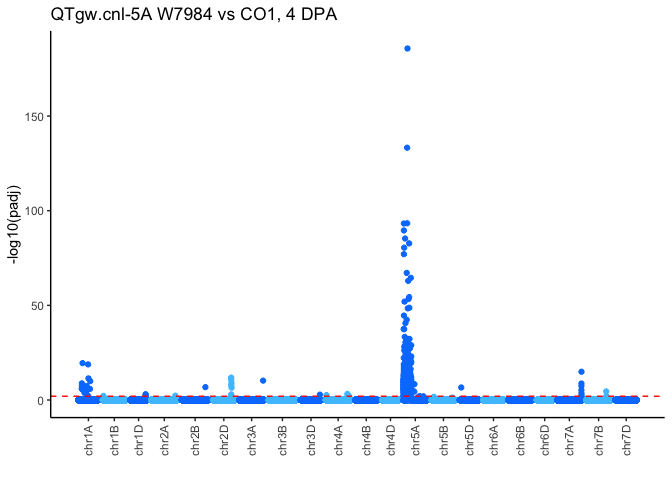 QTgw.cnl-5A W7984 vs CO1, 4 DPA
-log10(padj)
150
100
50
0
chr1A
chr1B
chr1D
chr2A
chr2B
chr2D
chr3A
chr3B
chr3D
chr4A
chr4B
chr4D
chr5A
chr5B
chr5D
chr6A
chr6B
chr6D
chr7A
chr7B
chr7D